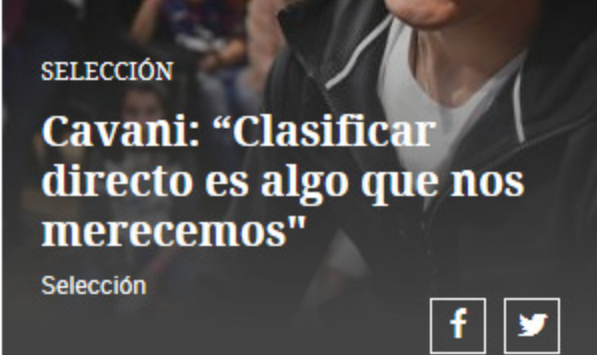 SELECCIÓN
Cavani: “Clasificar
directo es algo que nos
merecemos"
Selección